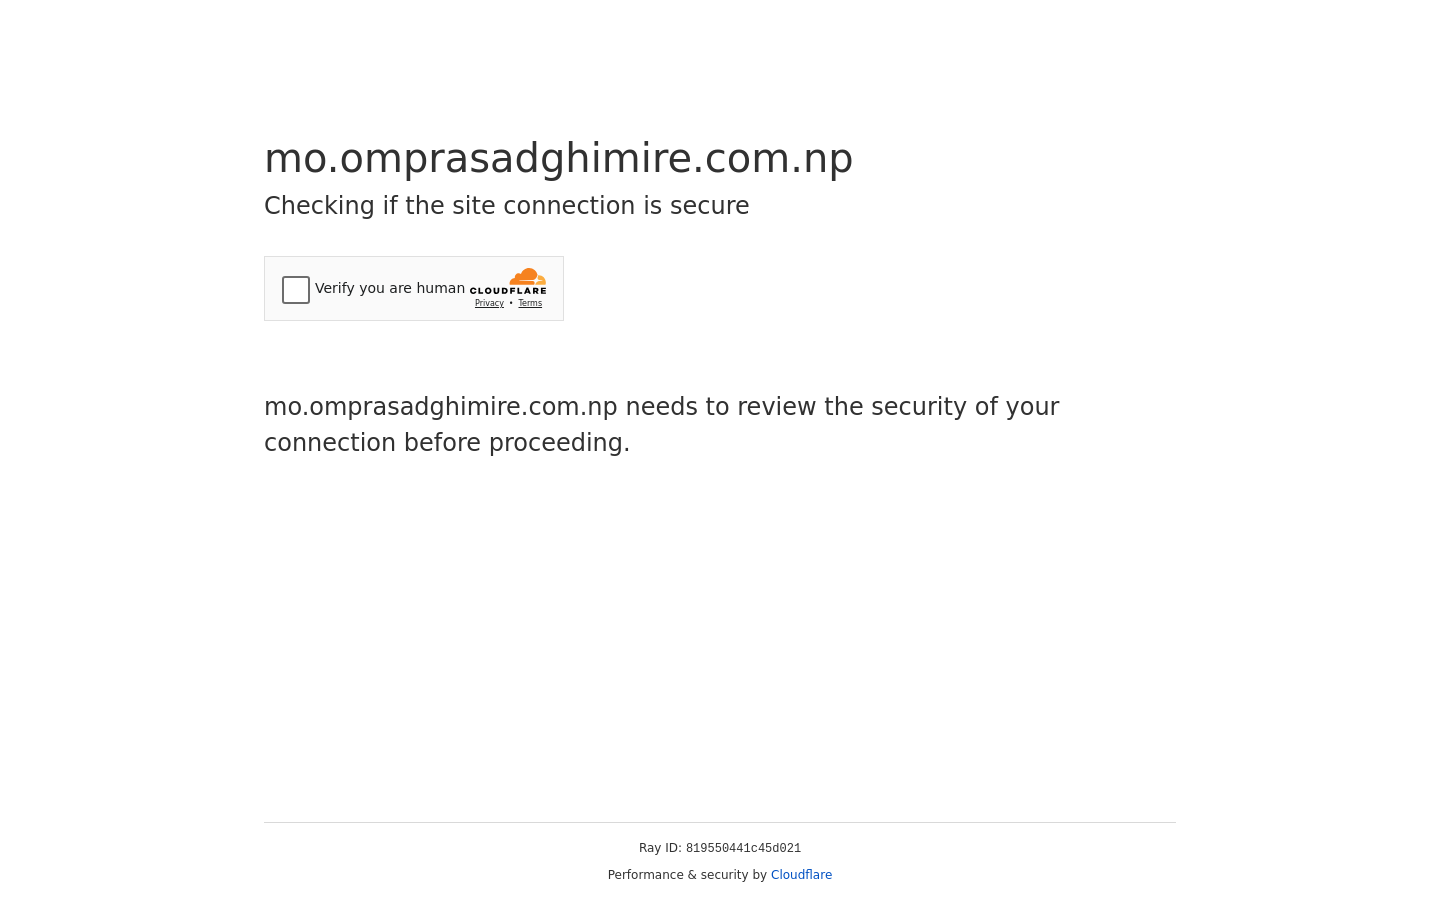 mo.omprasadghimire.com.np
Checking if the site connection is secure
Verify you are human
CLOUDFLARE
Privacy • Terms
mo.omprasadghimire.com.np needs to review the security of your
connection before proceeding.
Ray ID: 819550441c45d021
Performance & security by Cloudflare